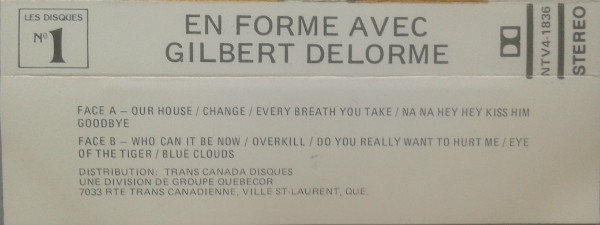 LES DISQUES
Nº 1
EN FORME AVEC
GILBERT DELORME
NTV4-1836
STEREO
FACE A – OUR HOUSE / CHANGE / EVERY BREATH YOU TAKE / NA NA HEY HEY KISS HIM
GOODBYE
FACE B – WHO CAN IT BE NOW / OVERKILL / DO YOU REALLY WANT TO HURT ME / EYE
OF THE TIGER / BLUE CLOUDS
DISTRIBUTION: TRANS CANADA DISQUES
UNE DIVISION DE GROUPE QUEBECOR
7033 RTE TRANS CANADIENNE, VILLE ST-LAURENT, QUE.